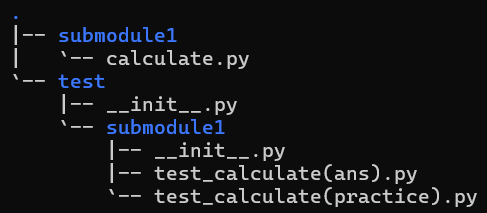 .
|-- submodule1
|   `-- calculate.py
`-- test
    |-- __init__.py
    `-- submodule1
        |-- __init__.py
        |-- test_calculate(ans).py
        `-- test_calculate(practice).py